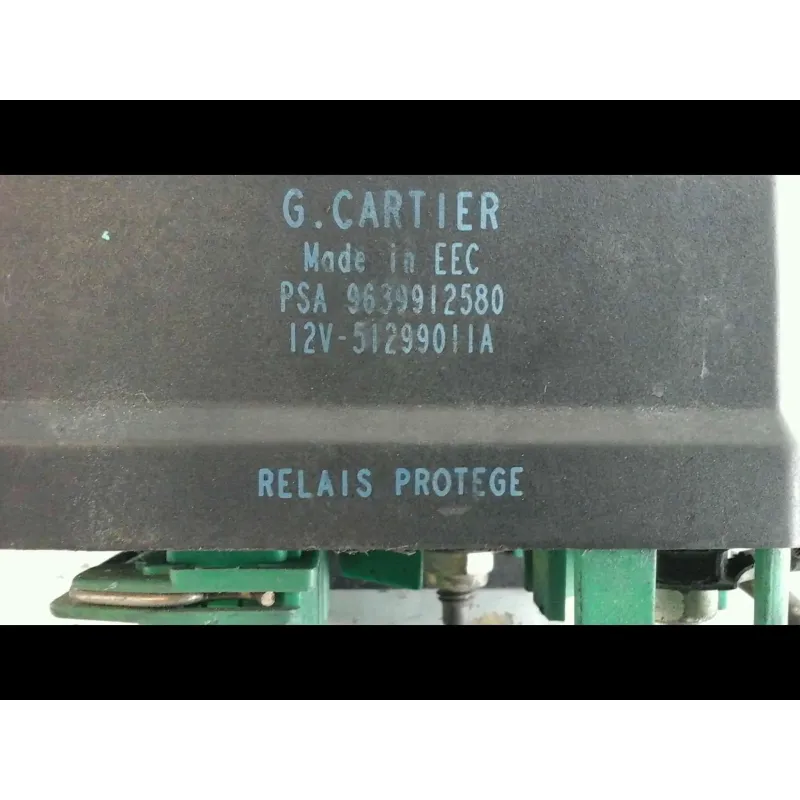 G.CARTIER
Made in EEC
PSA 9639912580
12V-51299011A
RELAIS PROTEGE